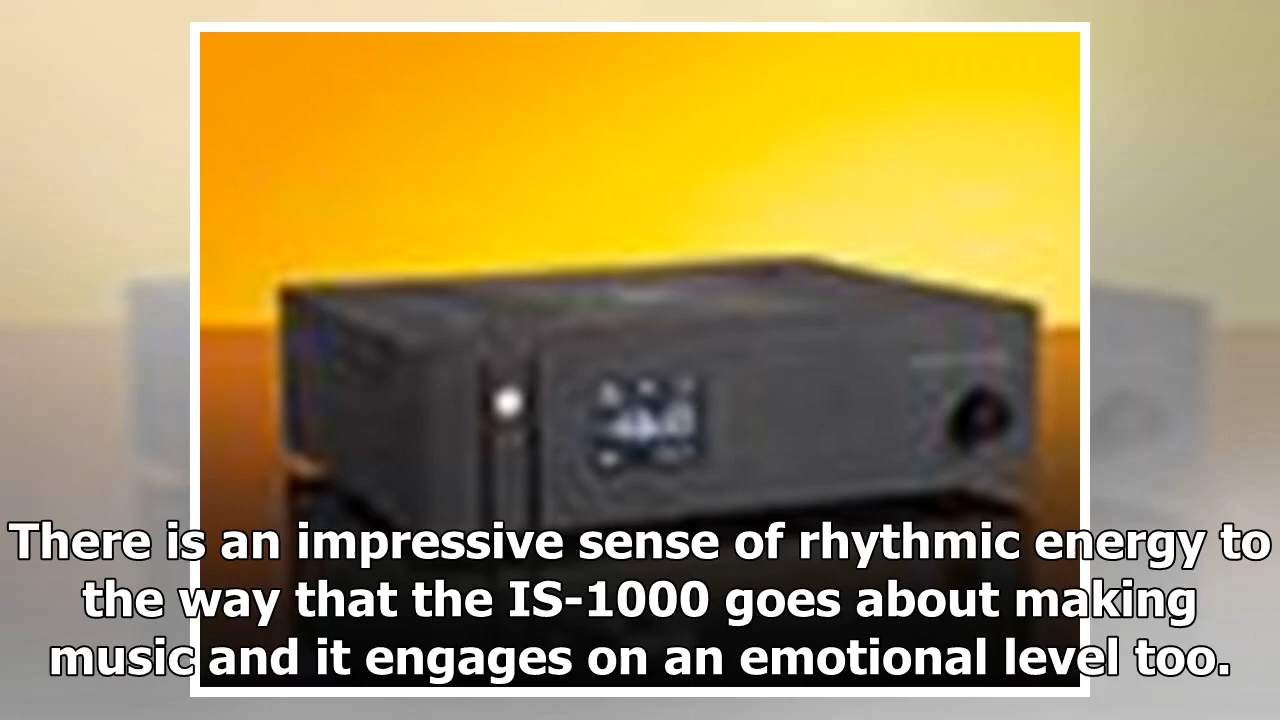 There is an impressive sense of rhythmic energy to
the way that the IS-1000 goes about making
music and it engages on an emotional level too.